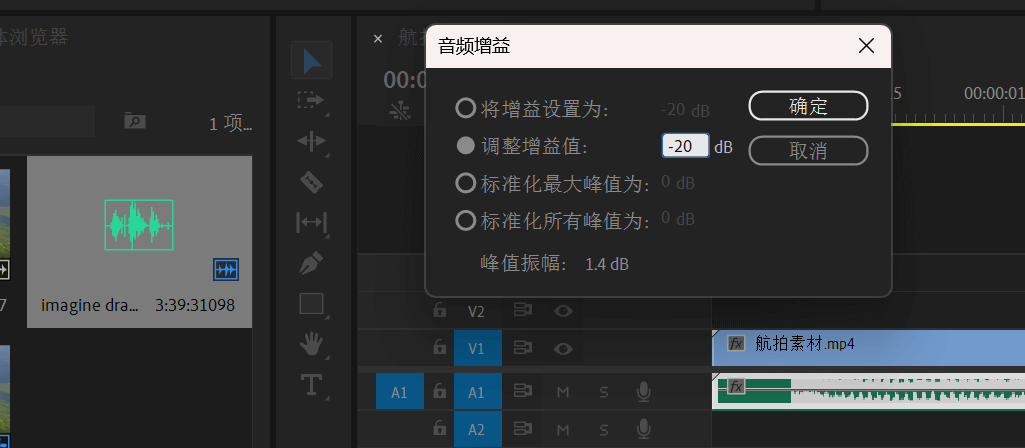 体浏览器
航拍
音频增益
00:0
将增益设置为:
-20 dB
确定
调整增益值:
-20 dB
取消
标准化最大峰值为:
0 dB
标准化所有峰值为:
0 dB
峰值振幅:
1.4 dB
5
00:00:01
1 项...
imagine dra...
3:39:31098
7
V2
V1
fx 航拍素材.mp4
A1
A1
M
S
fx
A2
M
S
T